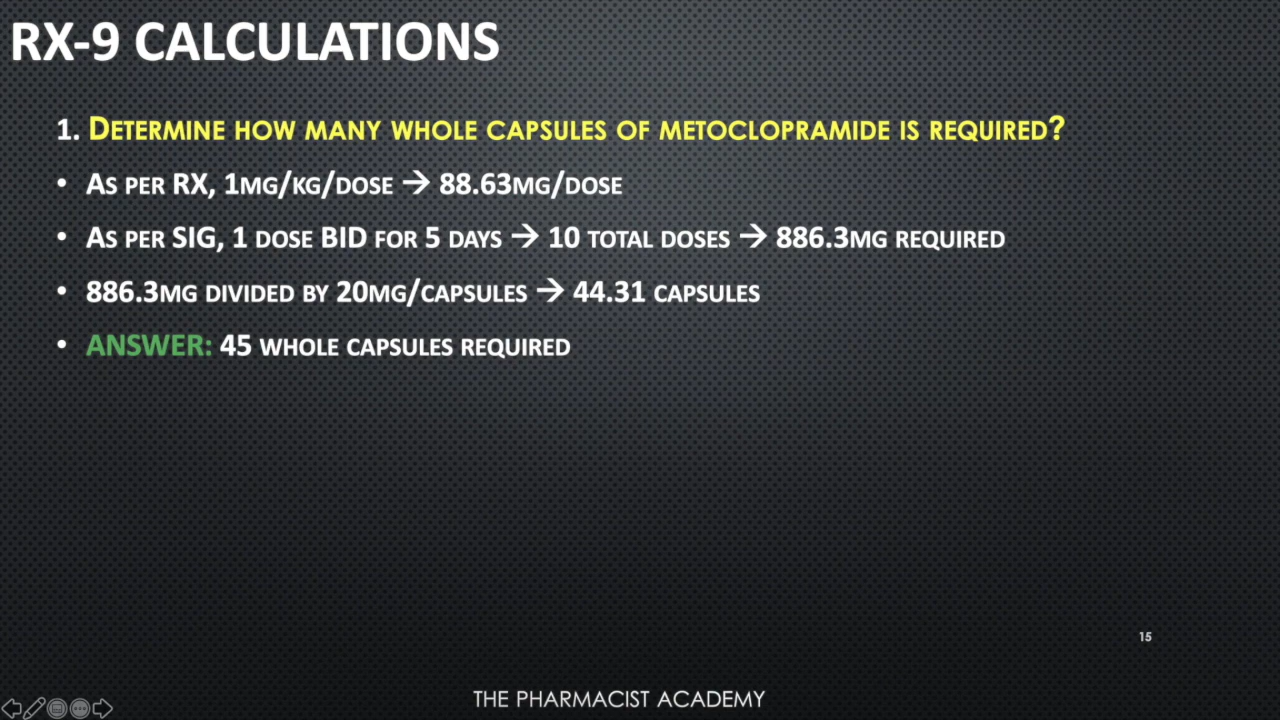 RX-9 CALCULATIONS
1. DETERMINE HOW MANY WHOLE CAPSULES OF METOCLOPRAMIDE IS REQUIRED?
• AS PER RX, 1MG/KG/DOSE → 88.63MG/DOSE
• AS PER SIG, 1 DOSE BID FOR 5 DAYS → 10 TOTAL DOSES → 886.3MG REQUIRED
• 886.3MG DIVIDED BY 20MG/CAPSULES → 44.31 CAPSULES
• ANSWER: 45 WHOLE CAPSULES REQUIRED
15
THE PHARMACIST ACADEMY